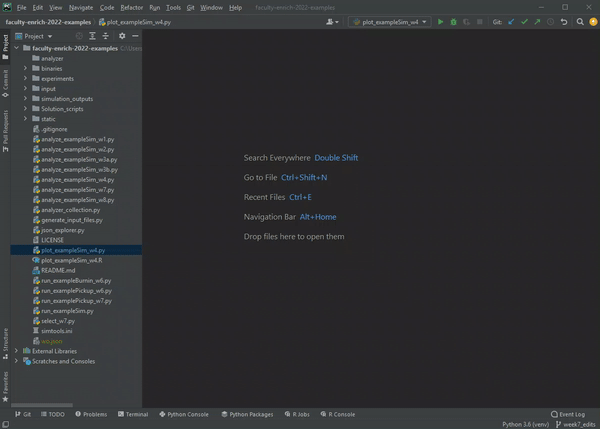 File Edit View Navigate Code Refactor Run Tools Git Window Help faculty-enrich-2022-examples
faculty-enrich-2022-examples plot_exampleSim_w4.py plot_exampleSim_w4 Git:
Project
faculty-enrich-2022-examples C:\Users
analyzer
binaries
experiments
input
simulation_outputs
Solution_scripts
static
.gitignore
analyze_exampleSim_w1.py
analyze_exampleSim_w2.py
analyze_exampleSim_w3a.py
analyze_exampleSim_w3b.py
analyze_exampleSim_w4.py
analyze_exampleSim_w7.py
analyze_exampleSim_w8.py
analyzer_collection.py
generate_input_files.py
json_explorer.py
LICENSE
plot_exampleSim_w4.py
plot_exampleSim_w4.R
README.md
run_exampleBurnin_w6.py
run_examplePickup_w6.py
run_examplePickup_w7.py
run_exampleSim.py
select_w7.py
simtools.ini
wo.json
External Libraries
Scratches and Consoles
Project
Commit
Pull Requests
Structure
Favorites
Search Everywhere Double Shift
Go to File Ctrl+Shift+N
Recent Files Ctrl+E
Navigation Bar Alt+Home
Drop files here to open them
Git TODO Problems Terminal Python Console Python Packages R Jobs R Console Event Log
Python 3.6 (venv) week7_edits